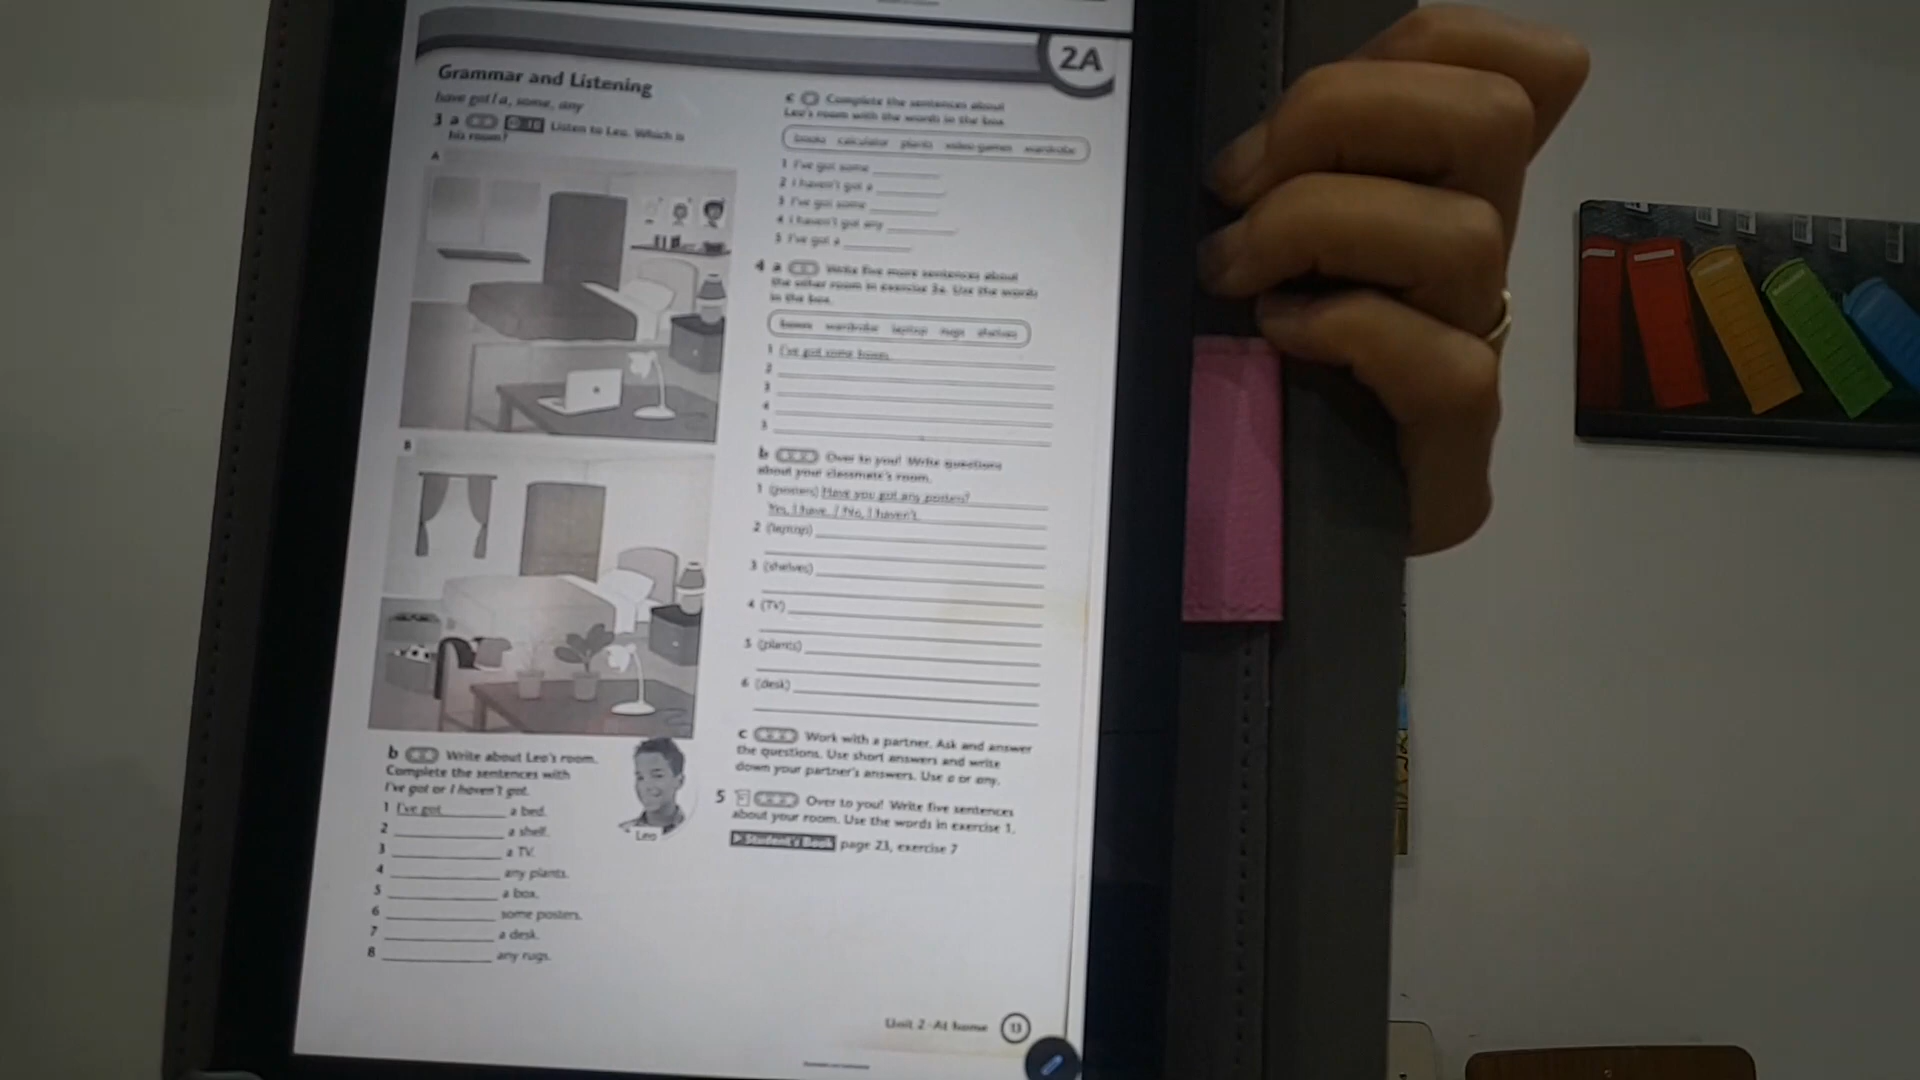 2A
Grammar and Listening
have got / a, some, any
3 a Listen to Leo. Which is
his room?
A
B
b Write about Leo's room.
Complete the sentences with
I've got or I haven't got.
1 I've got a bed.
2 a shelf.
3 a TV.
4 any plants.
5 a box.
6 some posters.
7 a desk.
8 any rugs.
Leo
c Complete the sentences about
Leo's room with the words in the box.
books calculator plants video games wardrobe
1 I've got some
2 I haven't got a
3 I've got some
4 I haven't got any
5 I've got a
4 a Write five more sentences about
the other room in exercise 3a. Use the words
in the box.
boxes wardrobe laptop rugs shelves
1 I've got some boxes.
2
3
4
5
b Over to you! Write questions
about your classmate's room.
1 (posters) Have you got any posters?
Yes, I have. / No, I haven't.
2 (laptop)
3 (shelves)
4 (TV)
5 (plants)
6 (desk)
c Work with a partner. Ask and answer
the questions. Use short answers and write
down your partner's answers. Use a or any.
5 Over to you! Write five sentences
about your room. Use the words in exercise 1.
Student's Book page 23, exercise 7
Unit 2 At home 13